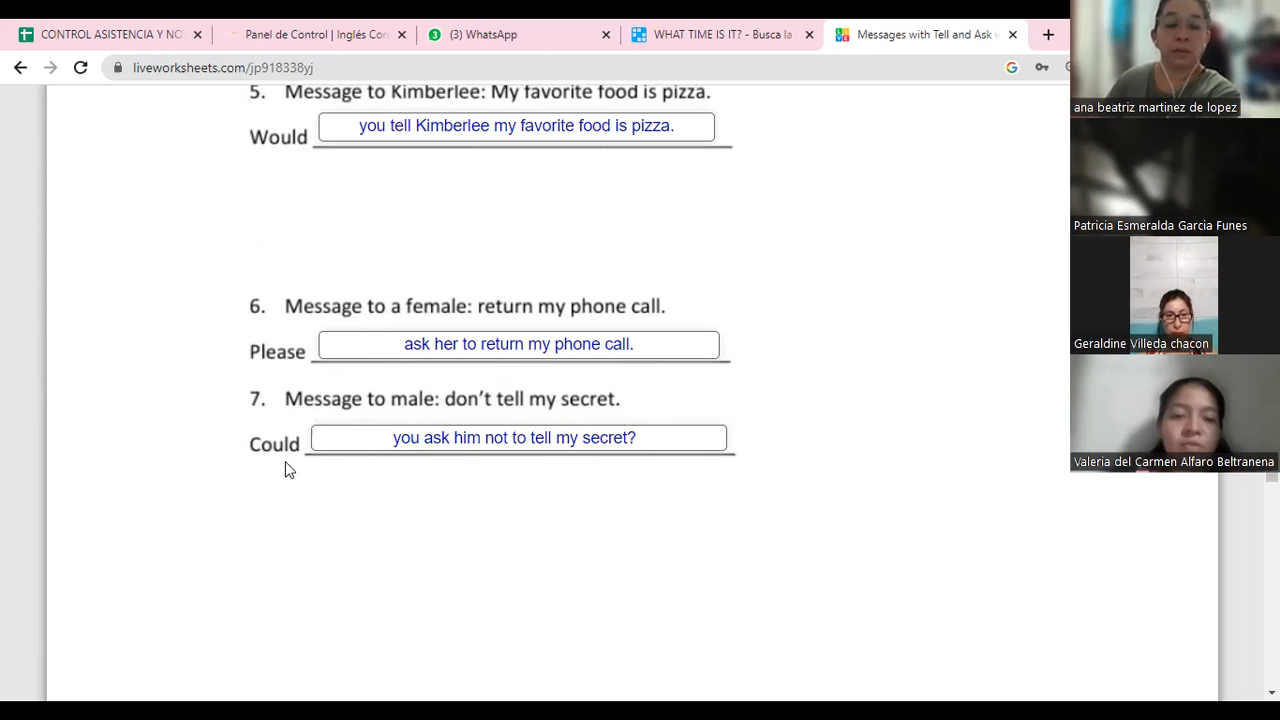 CONTROL ASISTENCIA Y NO
Panel de Control | Inglés Con
(3) WhatsApp
WHAT TIME IS IT? - Busca la
Messages with Tell and Ask w
liveworksheets.com/jp918338yj
5. Message to Kimberlee: My favorite food is pizza.
Would you tell Kimberlee my favorite food is pizza.
6. Message to a female: return my phone call.
Please ask her to return my phone call.
7. Message to male: don't tell my secret.
Could you ask him not to tell my secret?
ana beatriz martinez de lopez
Patricia Esmeralda Garcia Funes
Geraldine Villeda chacon
Valeria del Carmen Alfaro Beltranena